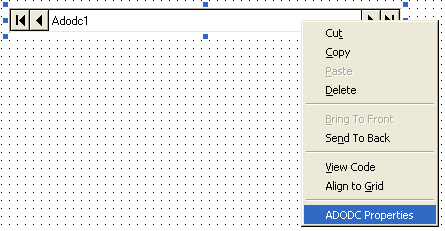 Adodc1
Cut
Copy
Paste
Delete
Bring To Front
Send To Back
View Code
Align to Grid
ADODC Properties